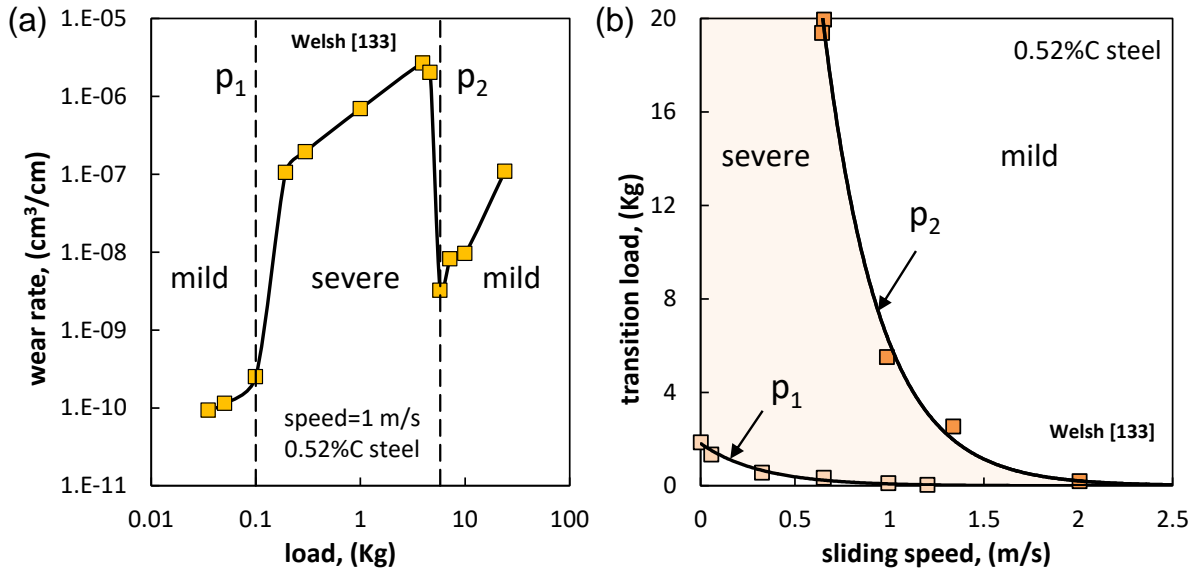 (a)
wear rate, (cm³/cm)
1.E-05
1.E-06
1.E-07
1.E-08
1.E-09
1.E-10
1.E-11
Welsh [133]
p₁
p₂
mild
severe
mild
speed=1 m/s
0.52%C steel
0.01
0.1
1
10
100
load, (Kg)
(b)
transition load, (Kg)
20
16
12
8
4
0
0.52%C steel
severe
mild
p₂
p₁
Welsh [133]
0
0.5
1
1.5
2
2.5
sliding speed, (m/s)